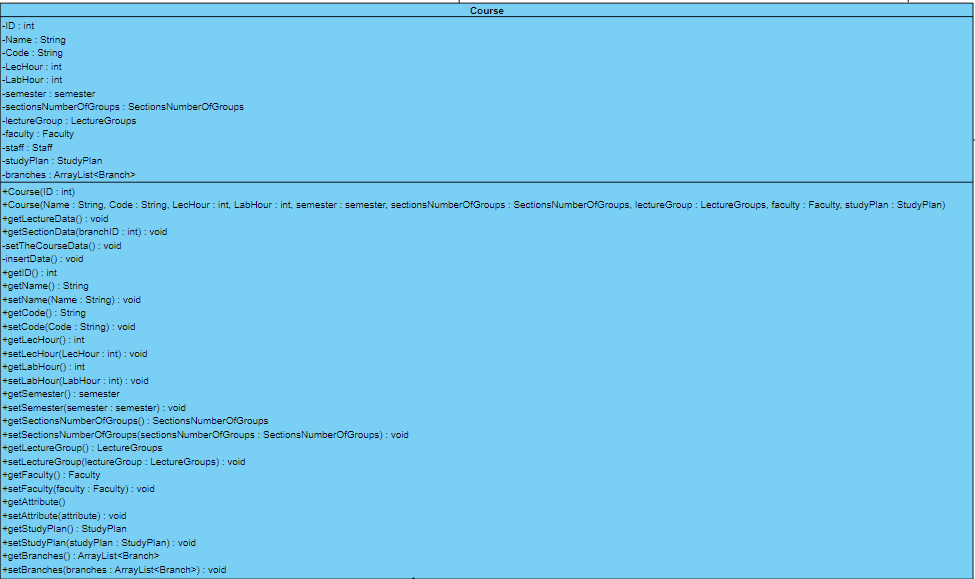 Course
-ID : int
-Name : String
-Code : String
-LecHour : int
-LabHour : int
-semester : semester
-sectionsNumberOfGroups : SectionsNumberOfGroups
-lectureGroup : LectureGroups
-faculty : Faculty
-staff : Staff
-studyPlan : StudyPlan
-branches : ArrayList<Branch>
+Course(ID : int)
+Course(Name : String, Code : String, LecHour : int, LabHour : int, semester : semester, sectionsNumberOfGroups : SectionsNumberOfGroups, lectureGroup : LectureGroups, faculty : Faculty, studyPlan : StudyPlan)
+getLectureData() : void
+getSectionData(branchID : int) : void
-setTheCourseData() : void
-insertData() : void
+getID() : int
+getName() : String
+setName(Name : String) : void
+getCode() : String
+setCode(Code : String) : void
+getLecHour() : int
+setLecHour(LecHour : int) : void
+getLabHour() : int
+setLabHour(LabHour : int) : void
+getSemester() : semester
+setSemester(semester : semester) : void
+getSectionsNumberOfGroups() : SectionsNumberOfGroups
+setSectionsNumberOfGroups(sectionsNumberOfGroups : SectionsNumberOfGroups) : void
+getLectureGroup() : LectureGroups
+setLectureGroup(lectureGroup : LectureGroups) : void
+getFaculty() : Faculty
+setFaculty(faculty : Faculty) : void
+getAttribute()
+setAttribute(attribute) : void
+getStudyPlan() : StudyPlan
+setStudyPlan(studyPlan : StudyPlan) : void
+getBranches() : ArrayList<Branch>
+setBranches(branches : ArrayList<Branch>) : void